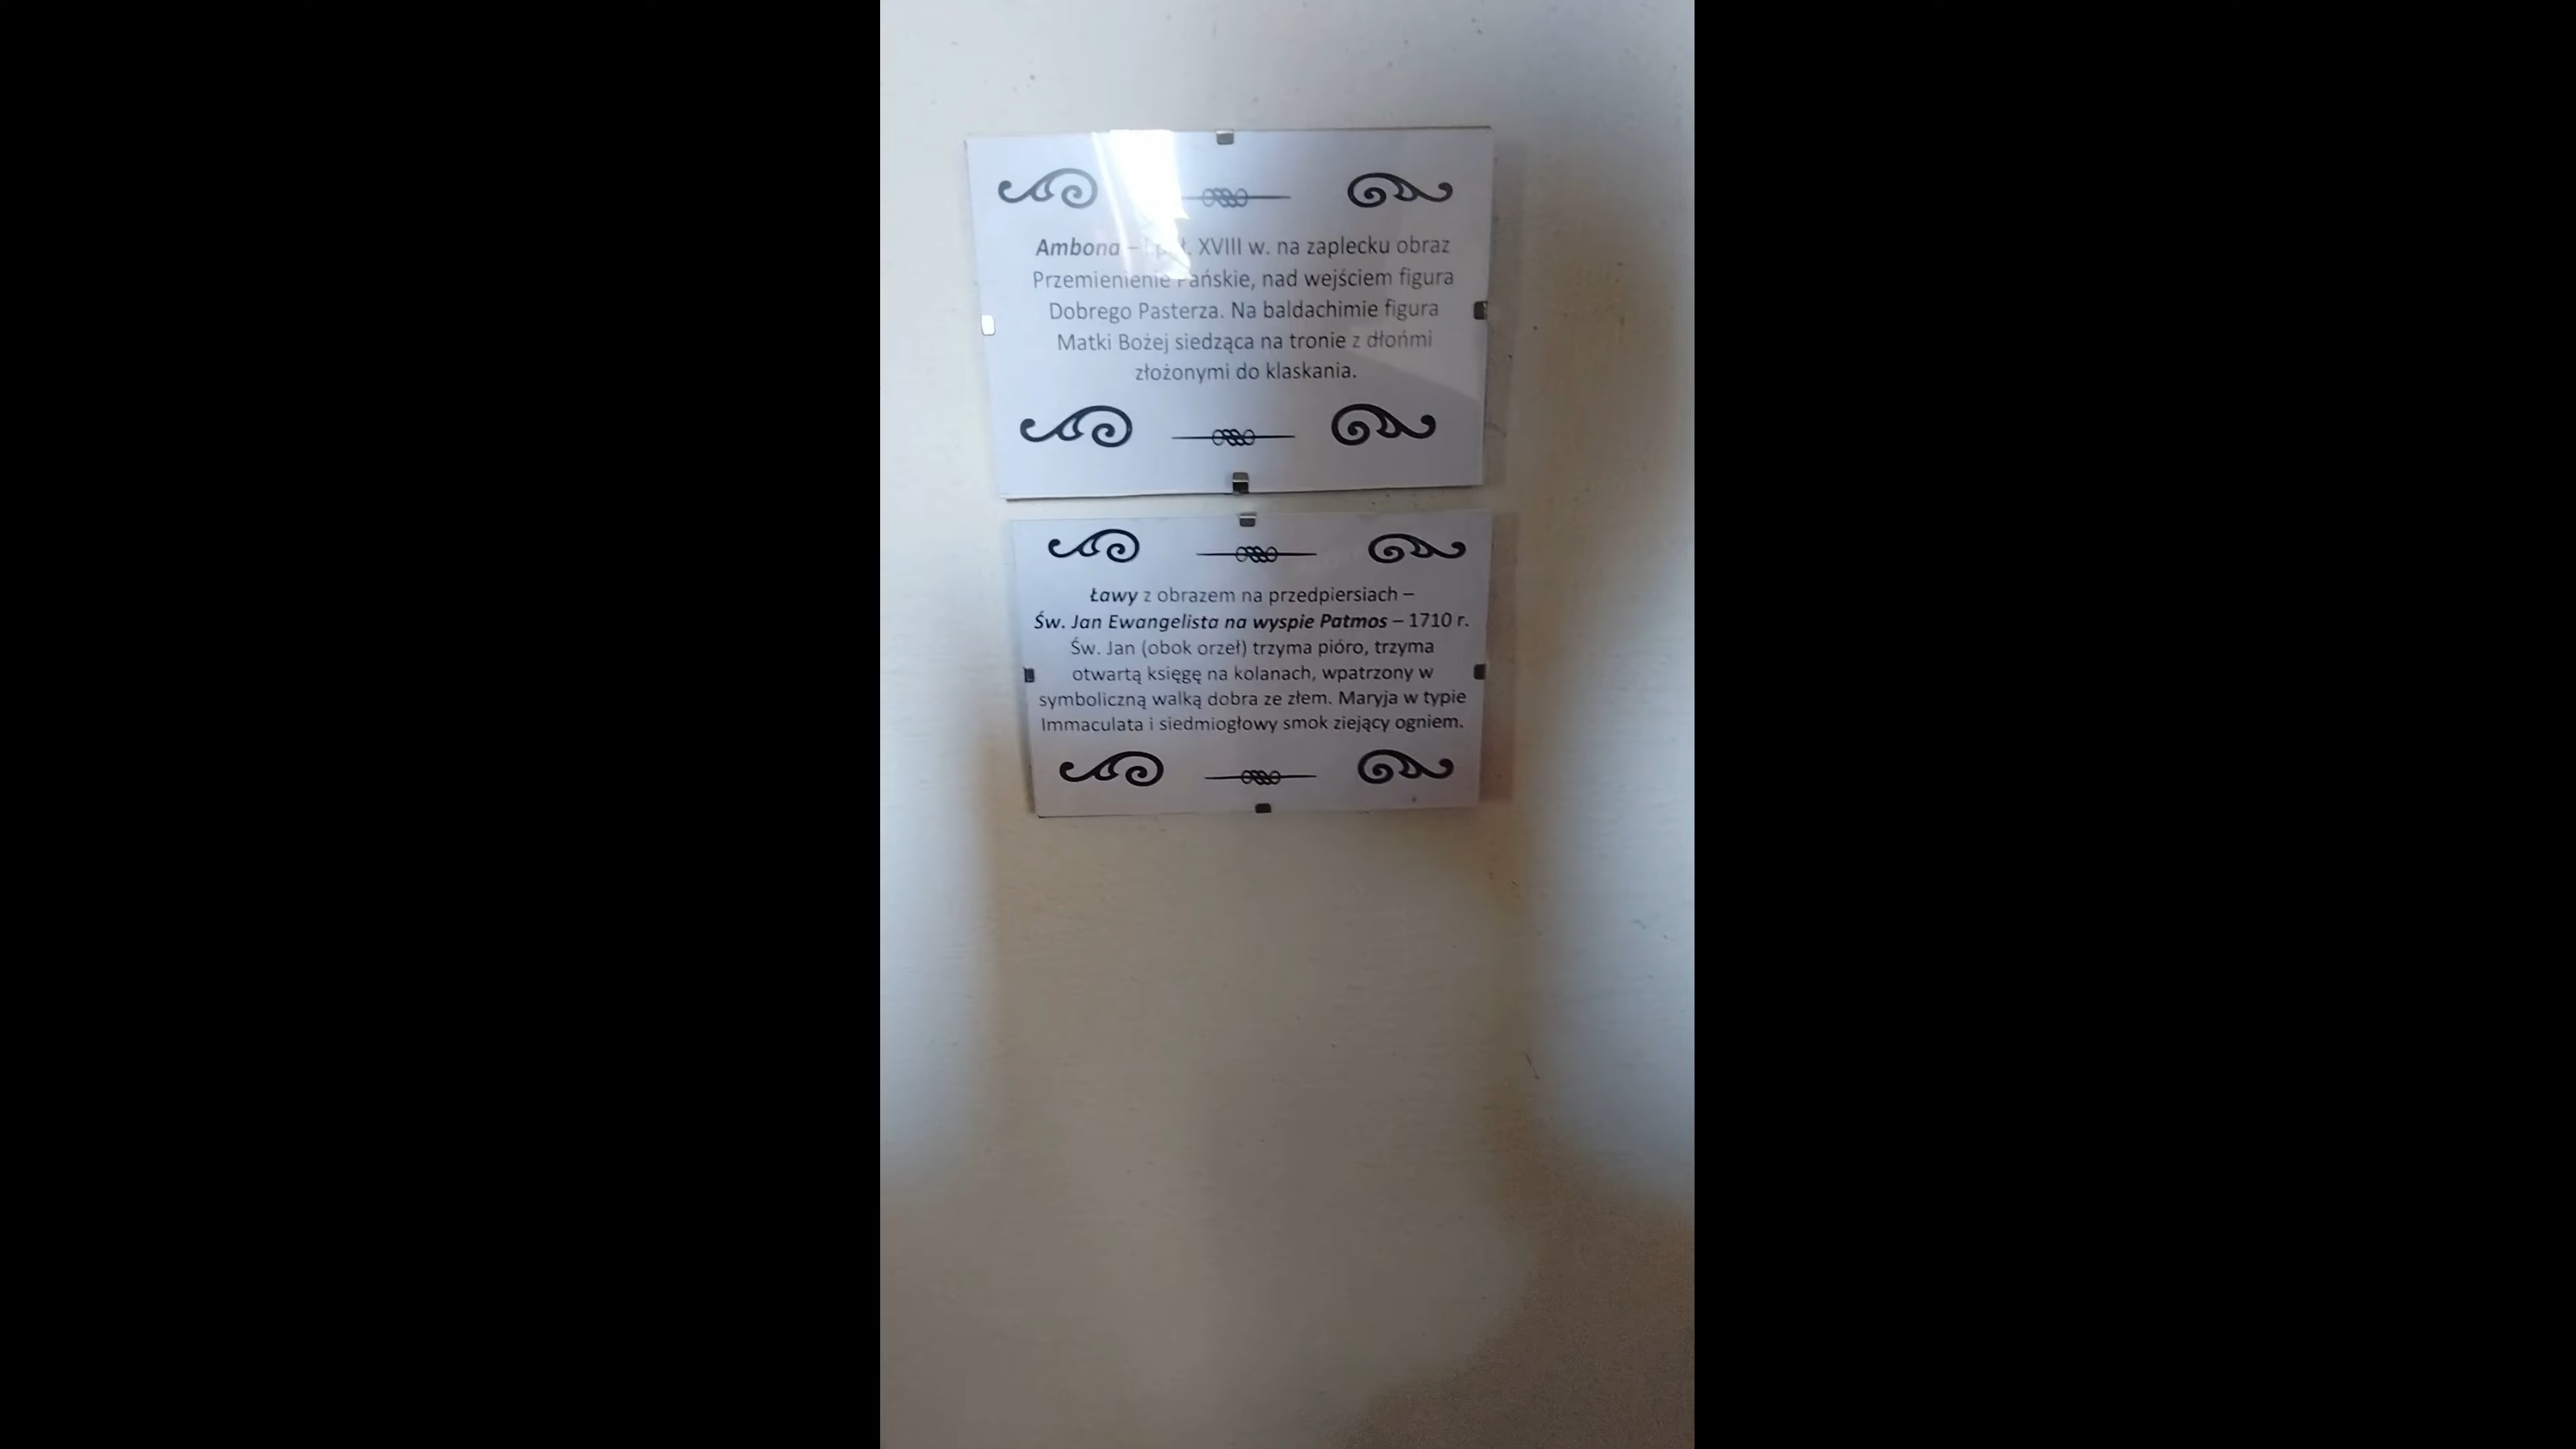 Ambona – poł. XVIII w. na zaplecku obraz
Przemienienie Pańskie, nad wejściem figura
Dobrego Pasterza. Na baldachimie figura
Matki Bożej siedząca na tronie z dłońmi
złożonymi do klaskania.
Ławy z obrazem na przedpiersiach –
Św. Jan Ewangelista na wyspie Patmos – 1710 r.
Św. Jan (obok orzeł) trzyma pióro, trzyma
otwartą księgę na kolanach, wpatrzony w
symboliczną walką dobra ze złem. Maryja w typie
Immaculata i siedmiogłowy smok ziejący ogniem.